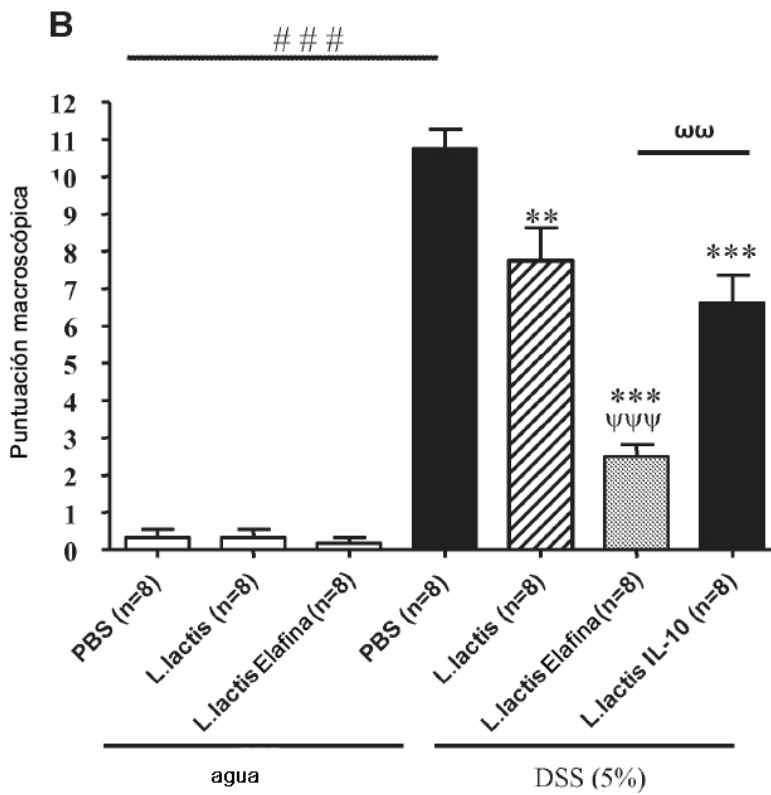 B
# # #
12
11
10
9
8
7
6
5
4
3
2
1
0
Puntuación macroscópica
**
***
ψψψ
ωω
***
PBS (n=8)
L.lactis (n=8)
L.lactis Elafina (n=8)
PBS (n=8)
L.lactis (n=8)
L.lactis Elafina (n=8)
L.lactis IL-10 (n=8)
agua
DSS (5%)